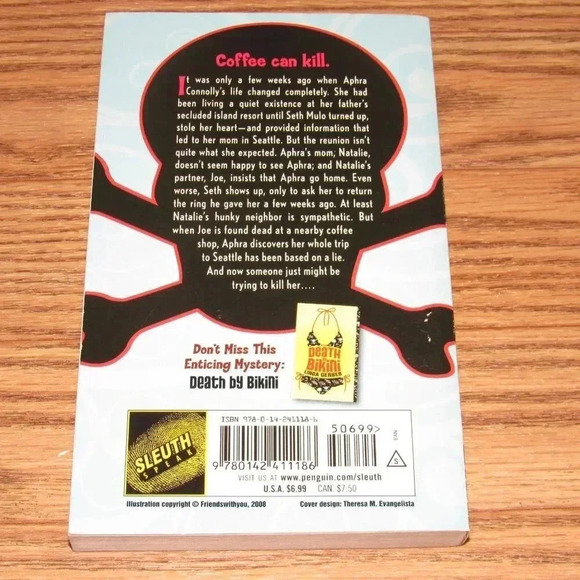 Coffee can kill.
It was only a few weeks ago when Aphra
Connolly's life changed completely. She had
been living a quiet existence at her father's
secluded island resort until Seth Mulo turned up,
stole her heart—and provided information that
led to her mom in Seattle. But the reunion isn't
quite what she expected. Aphra's mom, Natalie,
doesn't seem happy to see Aphra; and Natalie's
partner, Joe, insists that Aphra go home. Even
worse, Seth shows up, only to ask her to return
the ring he gave her a few weeks ago. At least
Natalie's hunky neighbor is sympathetic. But
when Joe is found dead at a nearby coffee
shop, Aphra discovers her whole trip
to Seattle has been based on a lie.
And now someone just might be
trying to kill her....
Don't Miss This
Enticing Mystery:
Death by Bikini
Death
by
Bikini
LINDA GERBER
SLEUTH
SPEAK
ISBN 978-0-14-241118-6
50699>
EAN
S
9 780142 411186
VISIT US AT www.penguin.com/sleuth
U.S.A. $6.99 CAN. $7.50
Illustration copyright © Friendswithyou, 2008
Cover design: Theresa M. Evangelista